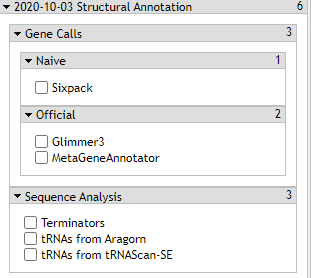 2020-10-03 Structural Annotation 6
Gene Calls 3
Naive 1
Sixpack
Official 2
Glimmer3
MetaGeneAnnotator
Sequence Analysis 3
Terminators
tRNAs from Aragorn
tRNAs from tRNAScan-SE